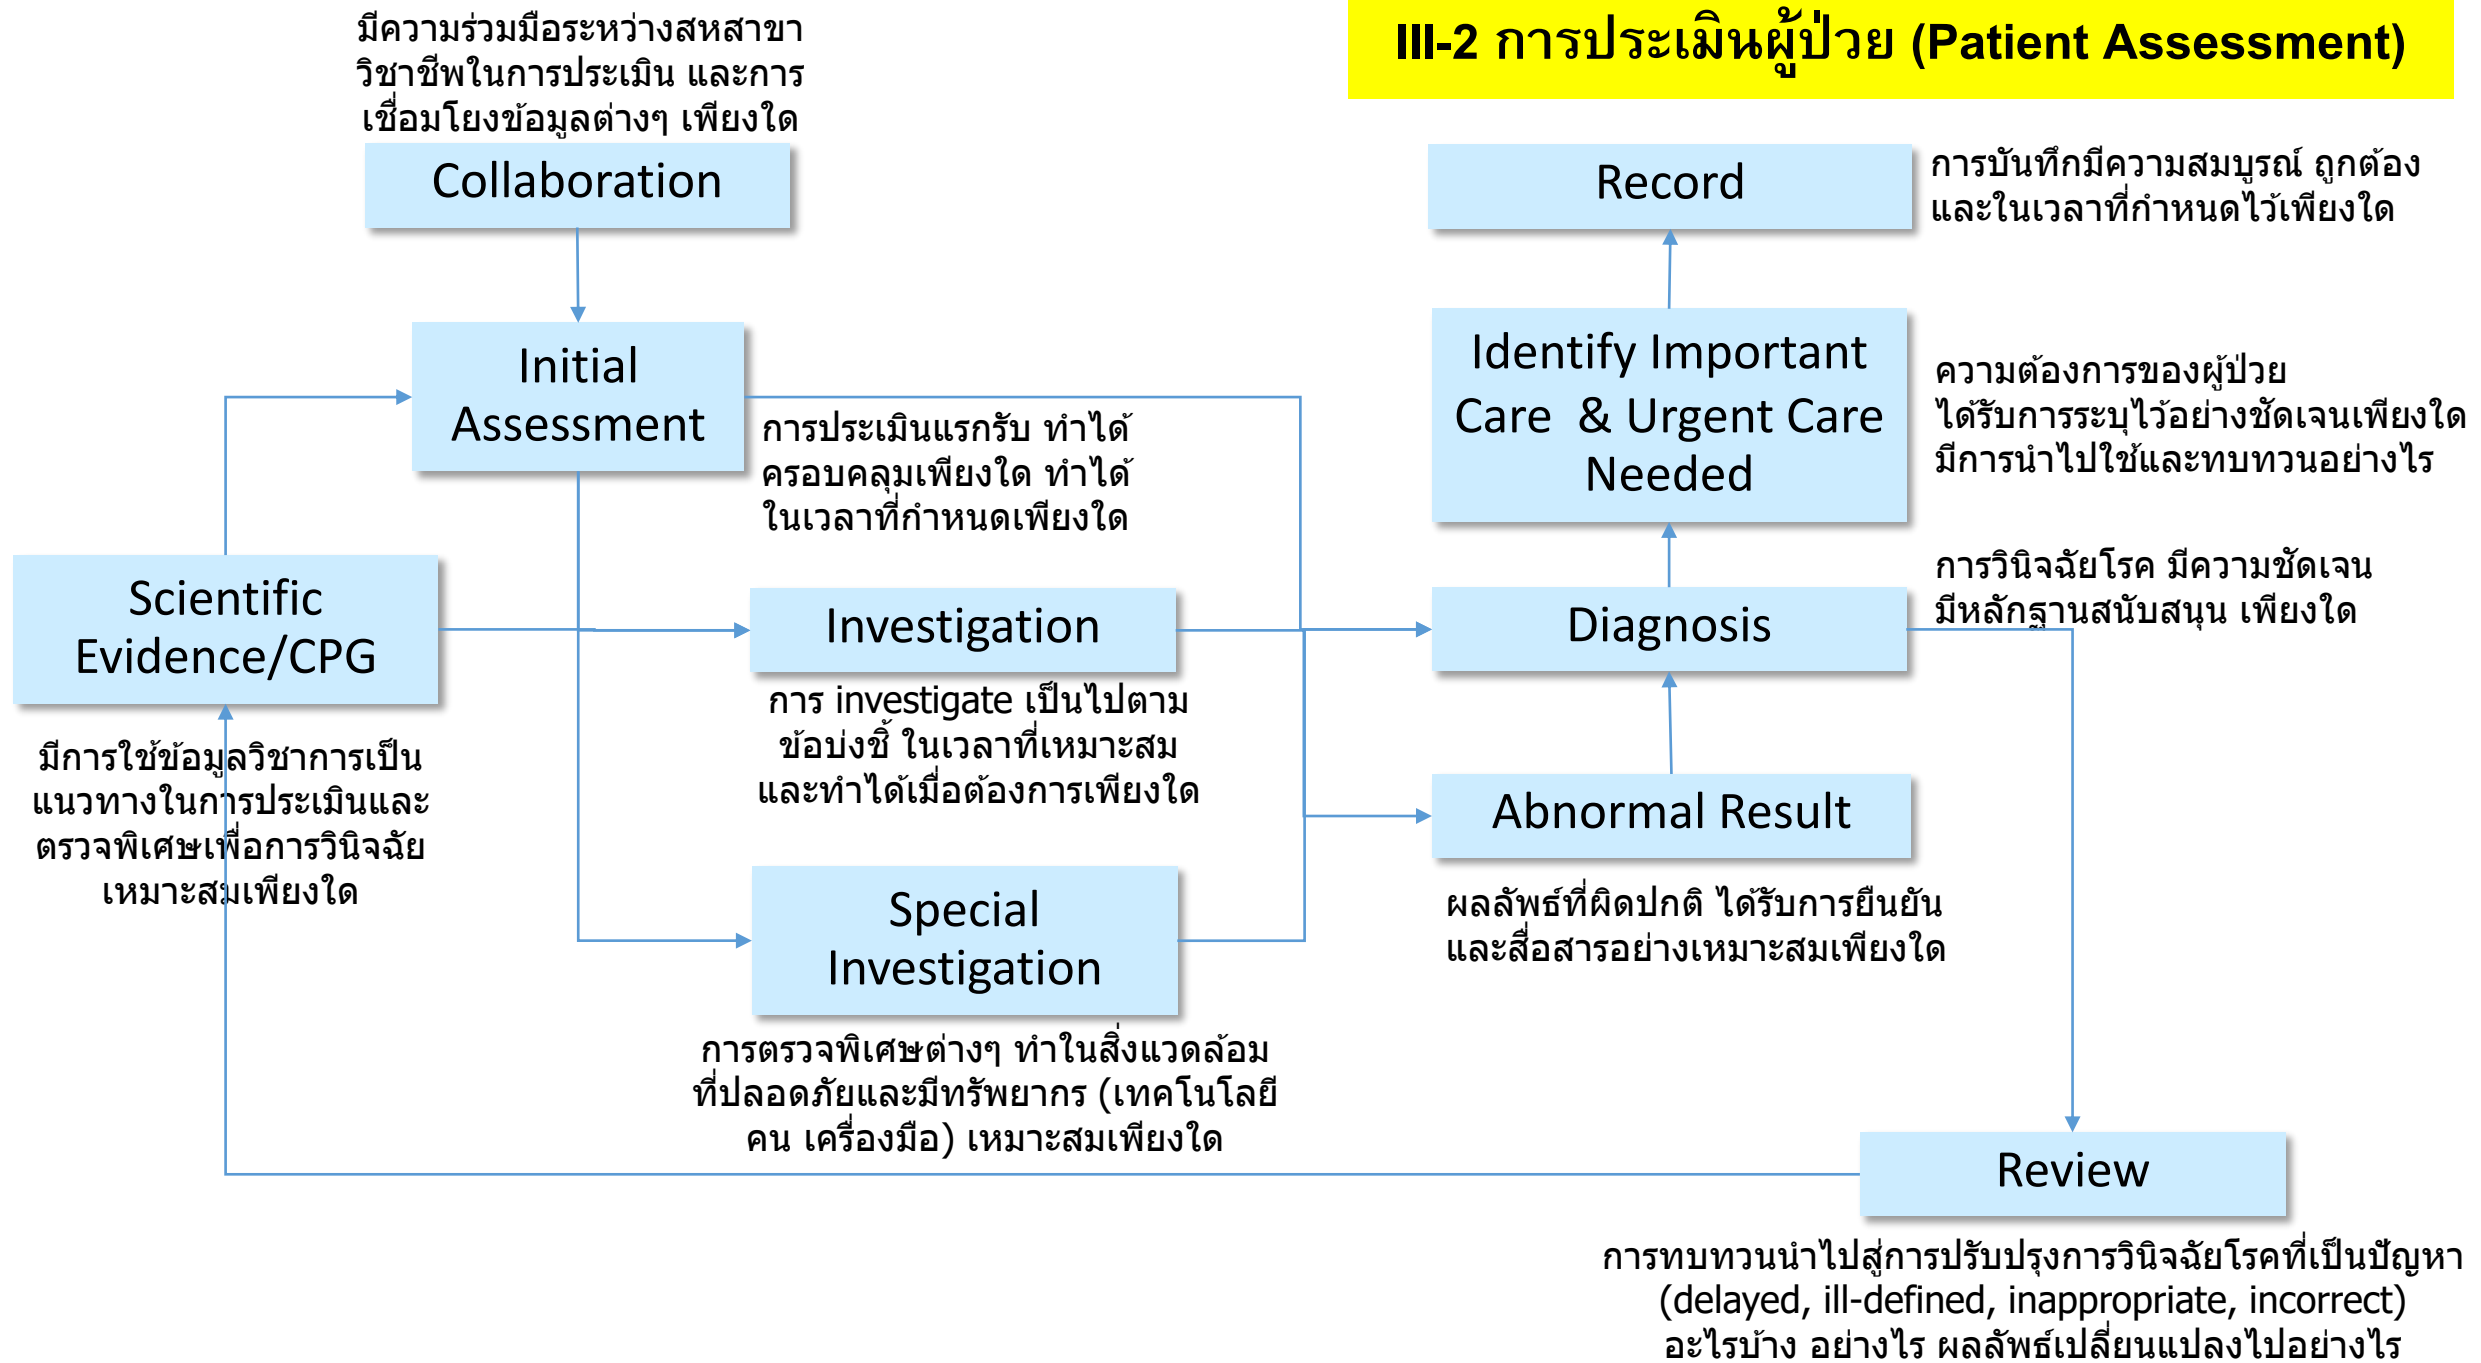 III-2 การประเมินผู้ป่วย (Patient Assessment)
มีความร่วมมือระหว่างสหสาขา
วิชาชีพในการประเมิน และการ
เชื่อมโยงข้อมูลต่างๆ เพียงใด
Collaboration
Record
การบันทึกมีความสมบูรณ์ ถูกต้อง
และในเวลาที่กำหนดไว้เพียงใด
Initial
Assessment
การประเมินแรกรับ ทำได้
ครอบคลุมเพียงใด ทำได้
ในเวลาที่กำหนดเพียงใด
Identify Important
Care & Urgent Care
Needed
ความต้องการของผู้ป่วย
ได้รับการระบุไว้อย่างชัดเจนเพียงใด
มีการนำไปใช้และทบทวนอย่างไร
Scientific
Evidence/CPG
มีการใช้ข้อมูลวิชาการเป็น
แนวทางในการประเมินและ
ตรวจพิเศษเพื่อการวินิจฉัย
เหมาะสมเพียงใด
Investigation
การ investigate เป็นไปตาม
ข้อบ่งชี้ ในเวลาที่เหมาะสม
และทำได้เมื่อต้องการเพียงใด
Diagnosis
การวินิจฉัยโรค มีความชัดเจน
มีหลักฐานสนับสนุน เพียงใด
Abnormal Result
ผลลัพธ์ที่ผิดปกติ ได้รับการยืนยัน
และสื่อสารอย่างเหมาะสมเพียงใด
Special
Investigation
การตรวจพิเศษต่างๆ ทำในสิ่งแวดล้อม
ที่ปลอดภัยและมีทรัพยากร (เทคโนโลยี
คน เครื่องมือ) เหมาะสมเพียงใด
Review
การทบทวนนำไปสู่การปรับปรุงการวินิจฉัยโรคที่เป็นปัญหา
(delayed, ill-defined, inappropriate, incorrect)
อะไรบ้าง อย่างไร ผลลัพธ์เปลี่ยนแปลงไปอย่างไร